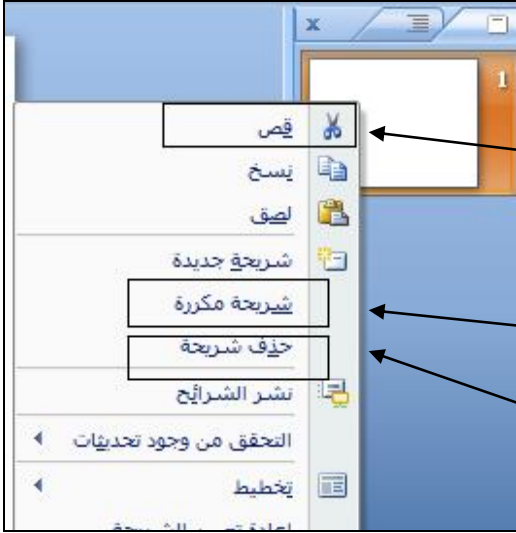 1
قص
نسخ
لصق
شريحة جديدة
شريحة مكررة
حذف شريحة
نشر الشرائح
التحقق من وجود تحديثات
تخطيط